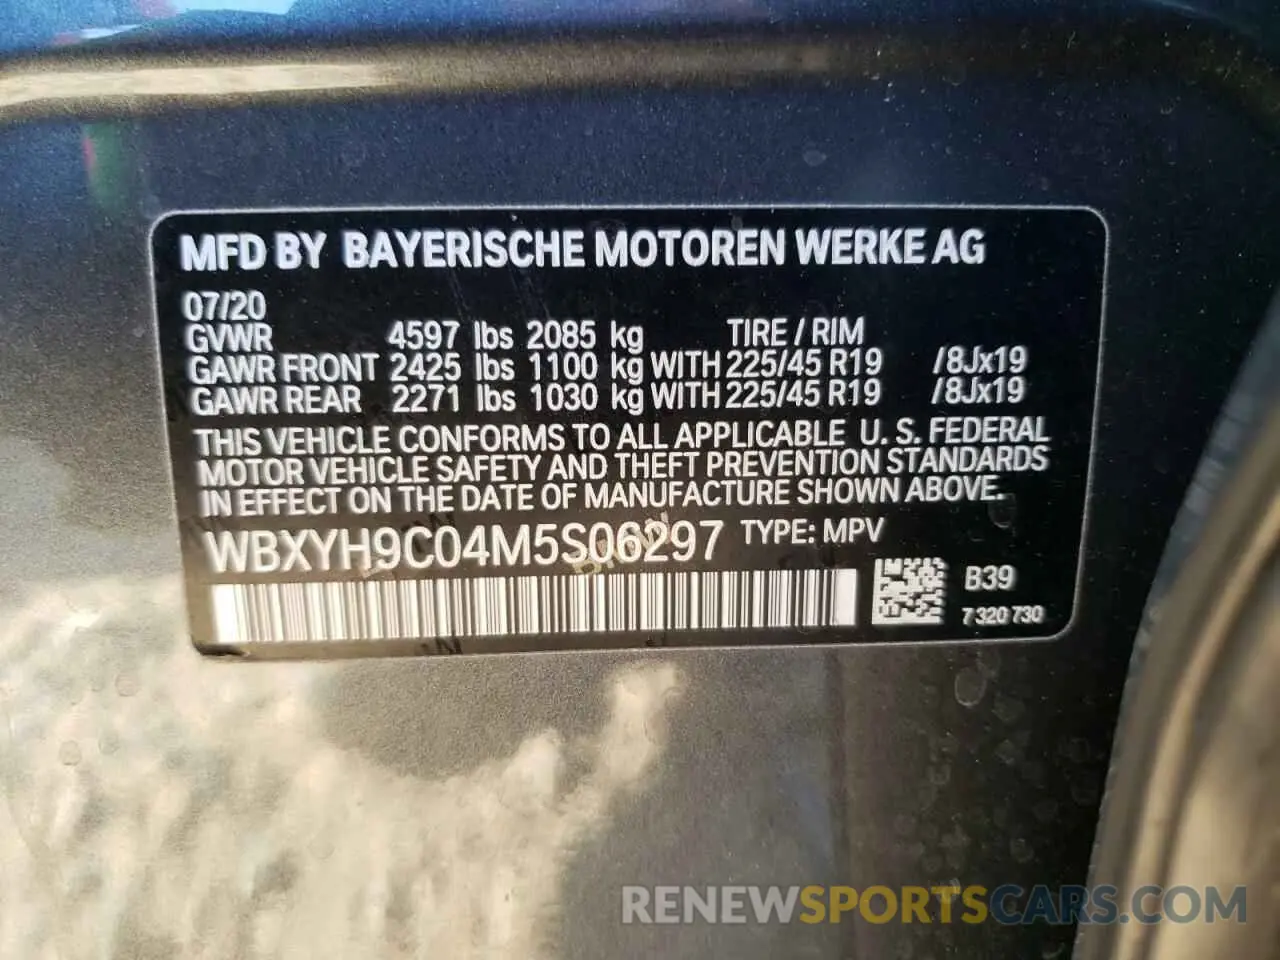 MFD BY BAYERISCHE MOTOREN WERKE AG
07/20
GVWR 4597 lbs 2085 kg TIRE / RIM
GAWR FRONT 2425 lbs 1100 kg WITH 225/45 R19 /8Jx19
GAWR REAR 2271 lbs 1030 kg WITH 225/45 R19 /8Jx19
THIS VEHICLE CONFORMS TO ALL APPLICABLE U. S. FEDERAL
MOTOR VEHICLE SAFETY AND THEFT PREVENTION STANDARDS
IN EFFECT ON THE DATE OF MANUFACTURE SHOWN ABOVE.
WBXYH9C04M5S06297 TYPE: MPV
B39
7 320 730
RENEWSPORTSCARS.COM